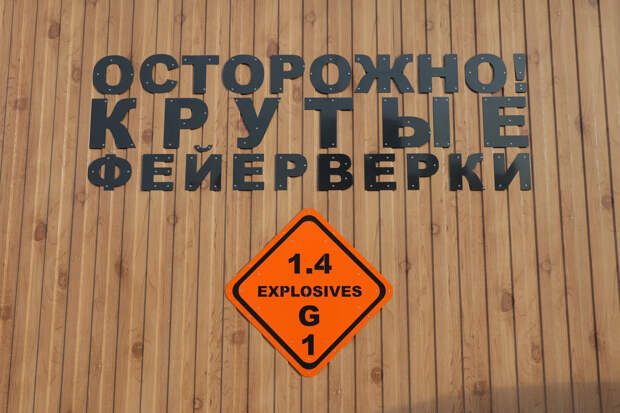 ОСТОРОЖНО!
КРУТЫЕ
ФЕЙЕРВЕРКИ
1.4
EXPLOSIVES
G
1